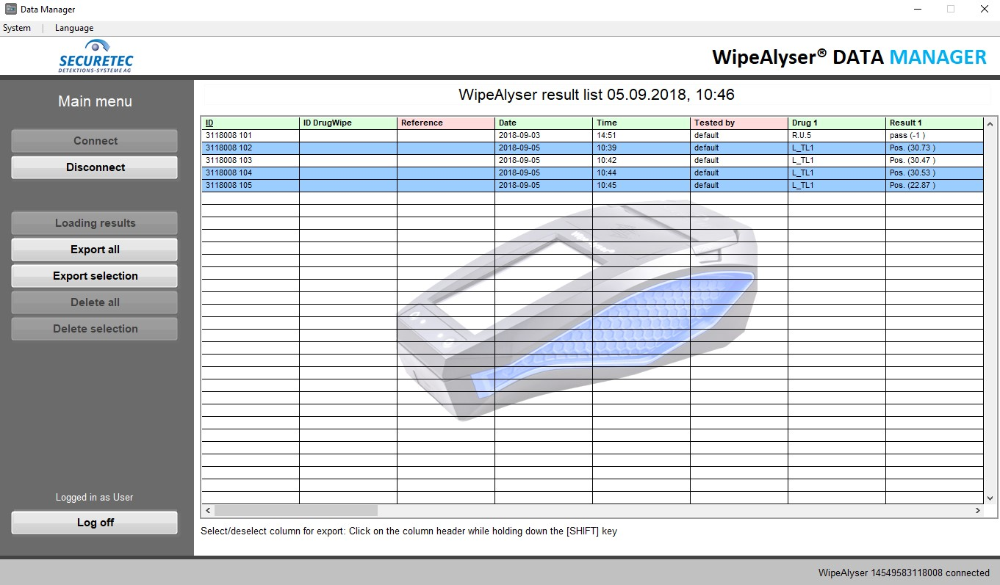 Data Manager
System | Language
SECURETEC
DETEKTIONS-SYSTEME AG
WipeAlyser® DATA MANAGER
Main menu
Connect
Disconnect
Loading results
Export all
Export selection
Delete all
Delete selection
Logged in as User
Log off
WipeAlyser result list 05.09.2018, 10:46
ID ID DrugWipe Reference Date Time Tested by Drug 1 Result 1
3118008 101 2018-09-03 14:51 default R.U.5 pass (-1 )
3118008 102 2018-09-05 10:39 default L_TL1 Pos. (30.73 )
3118008 103 2018-09-05 10:42 default L_TL1 Pos. (30.47 )
3118008 104 2018-09-05 10:44 default L_TL1 Pos. (30.53 )
3118008 105 2018-09-05 10:45 default L_TL1 Pos. (22.87 )
Select/deselect column for export: Click on the column header while holding down the [SHIFT] key
WipeAlyser 14549583118008 connected